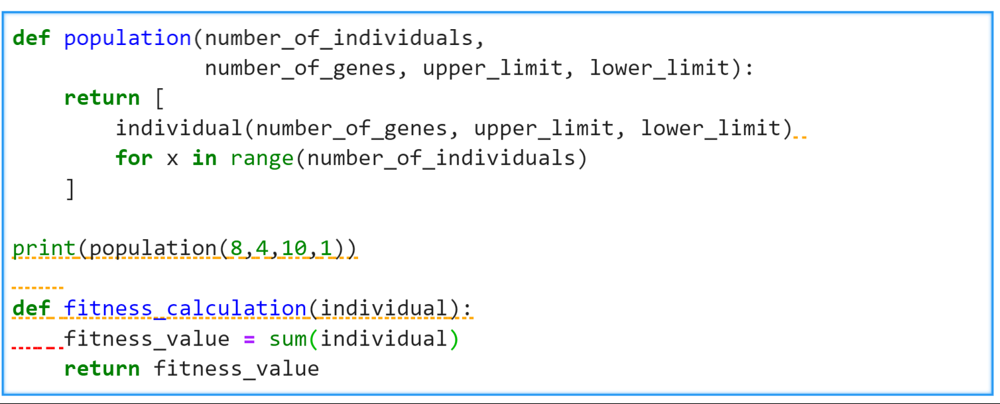 def population(number_of_individuals,
               number_of_genes, upper_limit, lower_limit):
    return [
        individual(number_of_genes, upper_limit, lower_limit)
        for x in range(number_of_individuals)
    ]
print(population(8,4,10,1))
def fitness_calculation(individual):
    fitness_value = sum(individual)
    return fitness_value